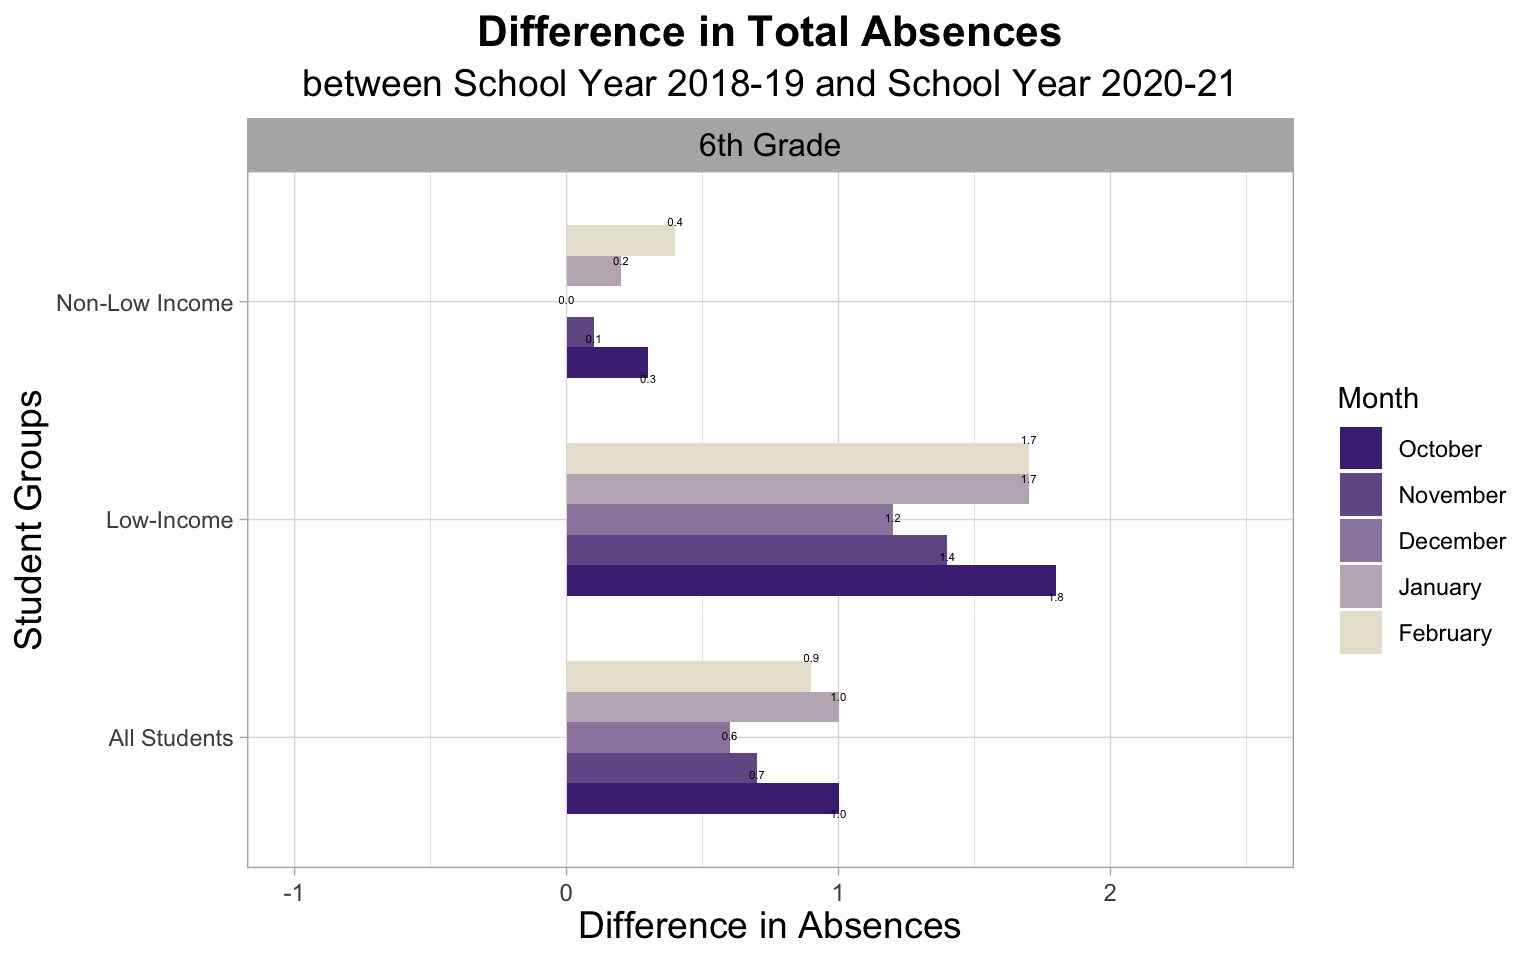 Difference in Total Absences
between School Year 2018-19 and School Year 2020-21
6th Grade
Student Groups
Non-Low Income
0.4
0.2
0.0
0.1
0.3
Low-Income
1.7
1.7
1.2
1.4
1.8
All Students
0.9
1.0
0.6
0.7
1.0
-1
0
1
2
Difference in Absences
Month
October
November
December
January
February